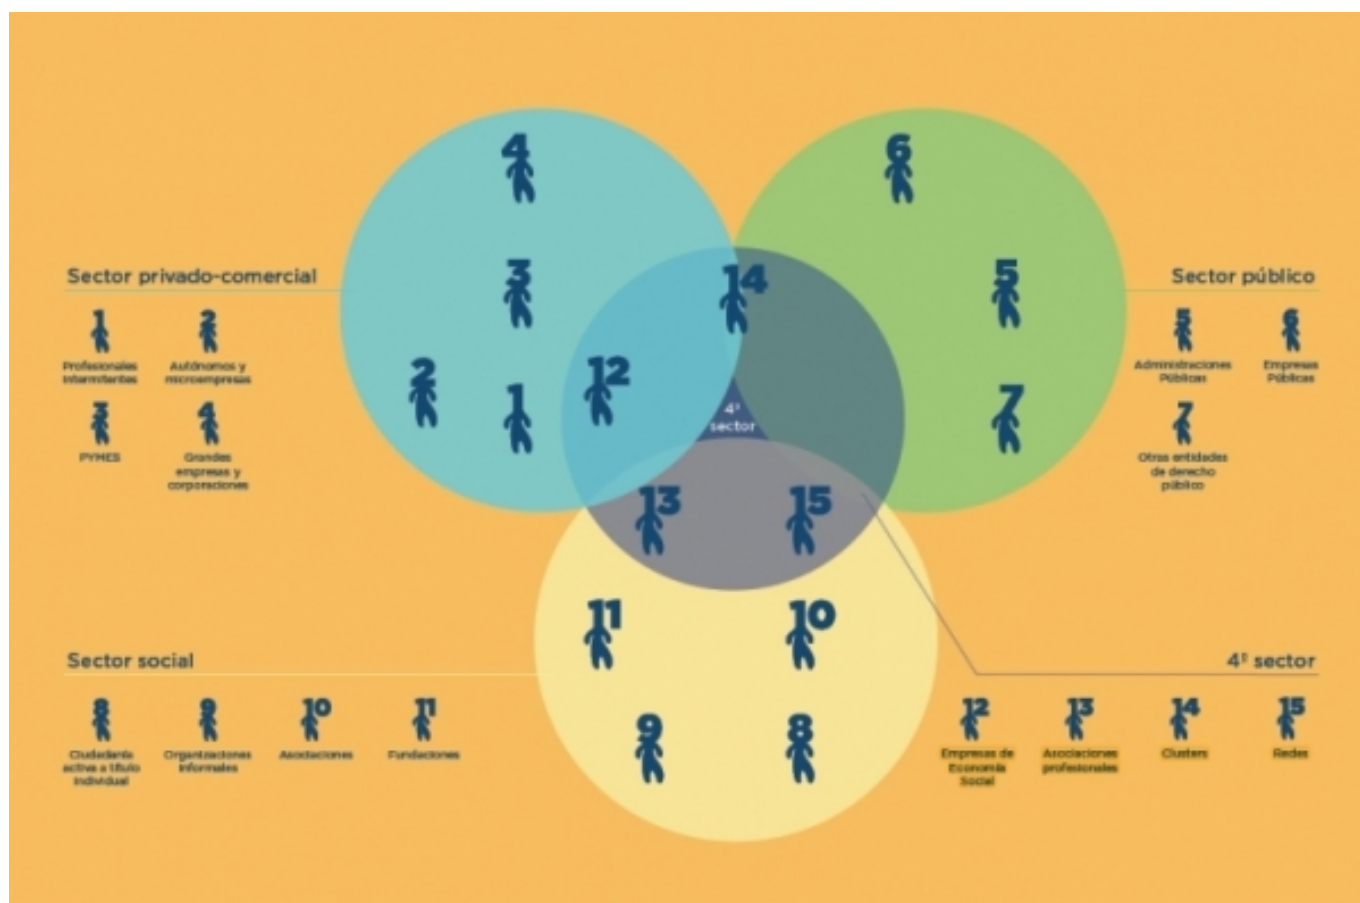 4
6
3
5
14
2
12
1
7
4º
sector
13
15
11
10
9
8
Sector privado-comercial
1
2
Profesionales
Intermitentes
Autónomos y
microempresas
3
4
PYMES
Grandes
empresas y
corporaciones
Sector público
5
6
Administraciones
Públicas
Empresas
Públicas
7
Otras entidades
de derecho
público
Sector social
8
9
10
11
Ciudadanía
activa a título
individual
Organizaciones
informales
Asociaciones
Fundaciones
4º sector
12
13
14
15
Empresas de
Economía
Social
Asociaciones
profesionales
Clusters
Redes